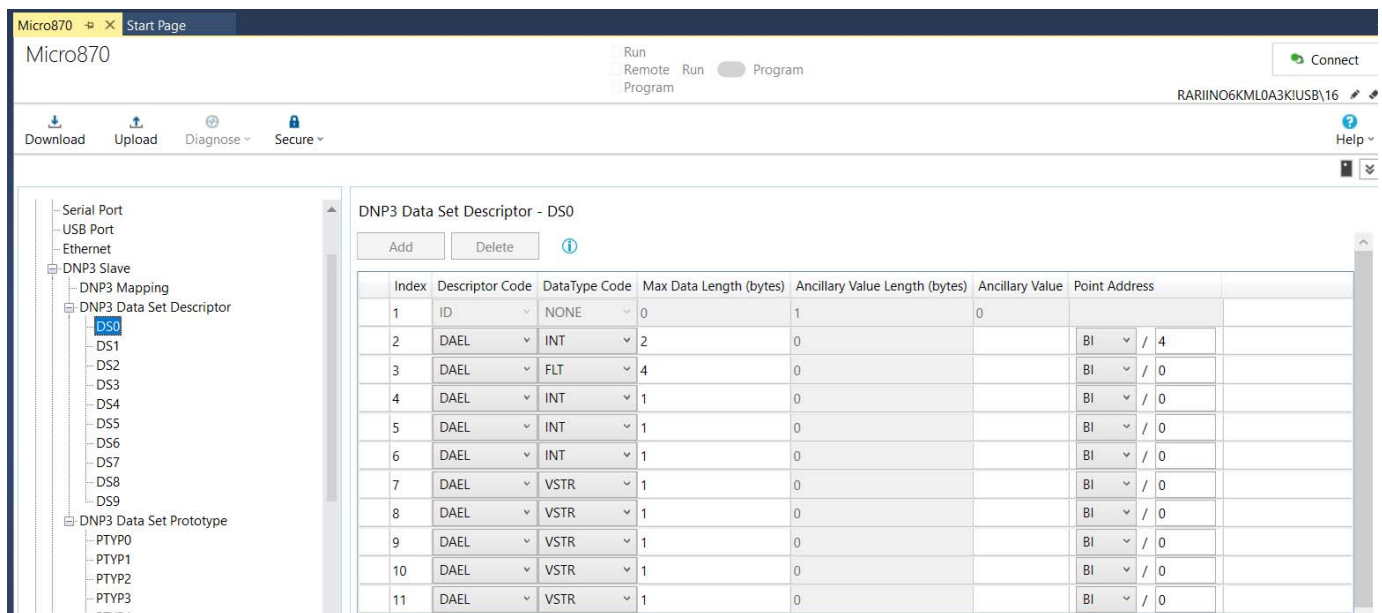 Micro870
Start Page
Micro870
Run
Remote Run Program
Program
Connect
RARIINO6KML0A3K!USB\16
Download Upload Diagnose Secure
Help
Serial Port
USB Port
Ethernet
DNP3 Slave
DNP3 Mapping
DNP3 Data Set Descriptor
DS0
DS1
DS2
DS3
DS4
DS5
DS6
DS7
DS8
DS9
DNP3 Data Set Prototype
PTYP0
PTYP1
PTYP2
PTYP3
DNP3 Data Set Descriptor - DS0
Add Delete
Index Descriptor Code DataType Code Max Data Length (bytes) Ancillary Value Length (bytes) Ancillary Value Point Address
1 ID NONE 0 1 0
2 DAEL INT 2 0 BI / 4
3 DAEL FLT 4 0 BI / 0
4 DAEL INT 1 0 BI / 0
5 DAEL INT 1 0 BI / 0
6 DAEL INT 1 0 BI / 0
7 DAEL VSTR 1 0 BI / 0
8 DAEL VSTR 1 0 BI / 0
9 DAEL VSTR 1 0 BI / 0
10 DAEL VSTR 1 0 BI / 0
11 DAEL VSTR 1 0 BI / 0